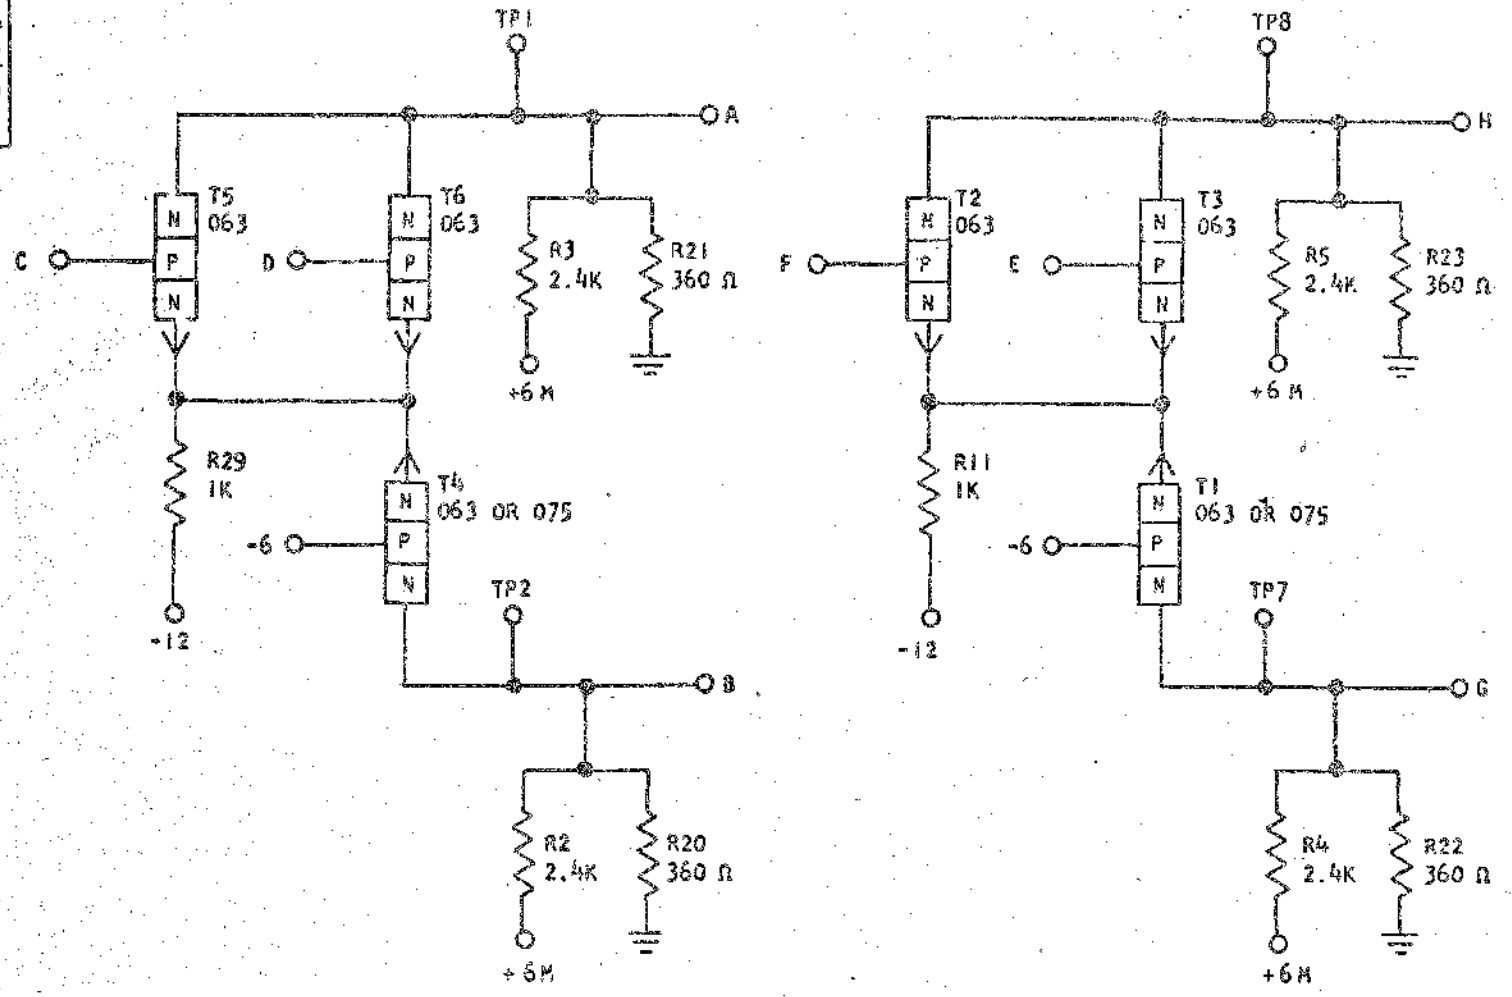 TP1
TP8
A
H
T5
063
N
P
N
C
T6
063
N
P
N
D
R3
2.4K
R21
360 Ω
+6M
T2
063
N
P
N
F
T3
063
N
P
N
E
R5
2.4K
R23
360 Ω
+6M
R29
1K
-12
T4
063 OR 075
N
P
N
-6
R11
1K
-12
T1
063 OR 075
N
P
N
-6
TP2
TP7
B
G
R2
2.4K
R20
360 Ω
+6M
R4
2.4K
R22
360 Ω
+6M